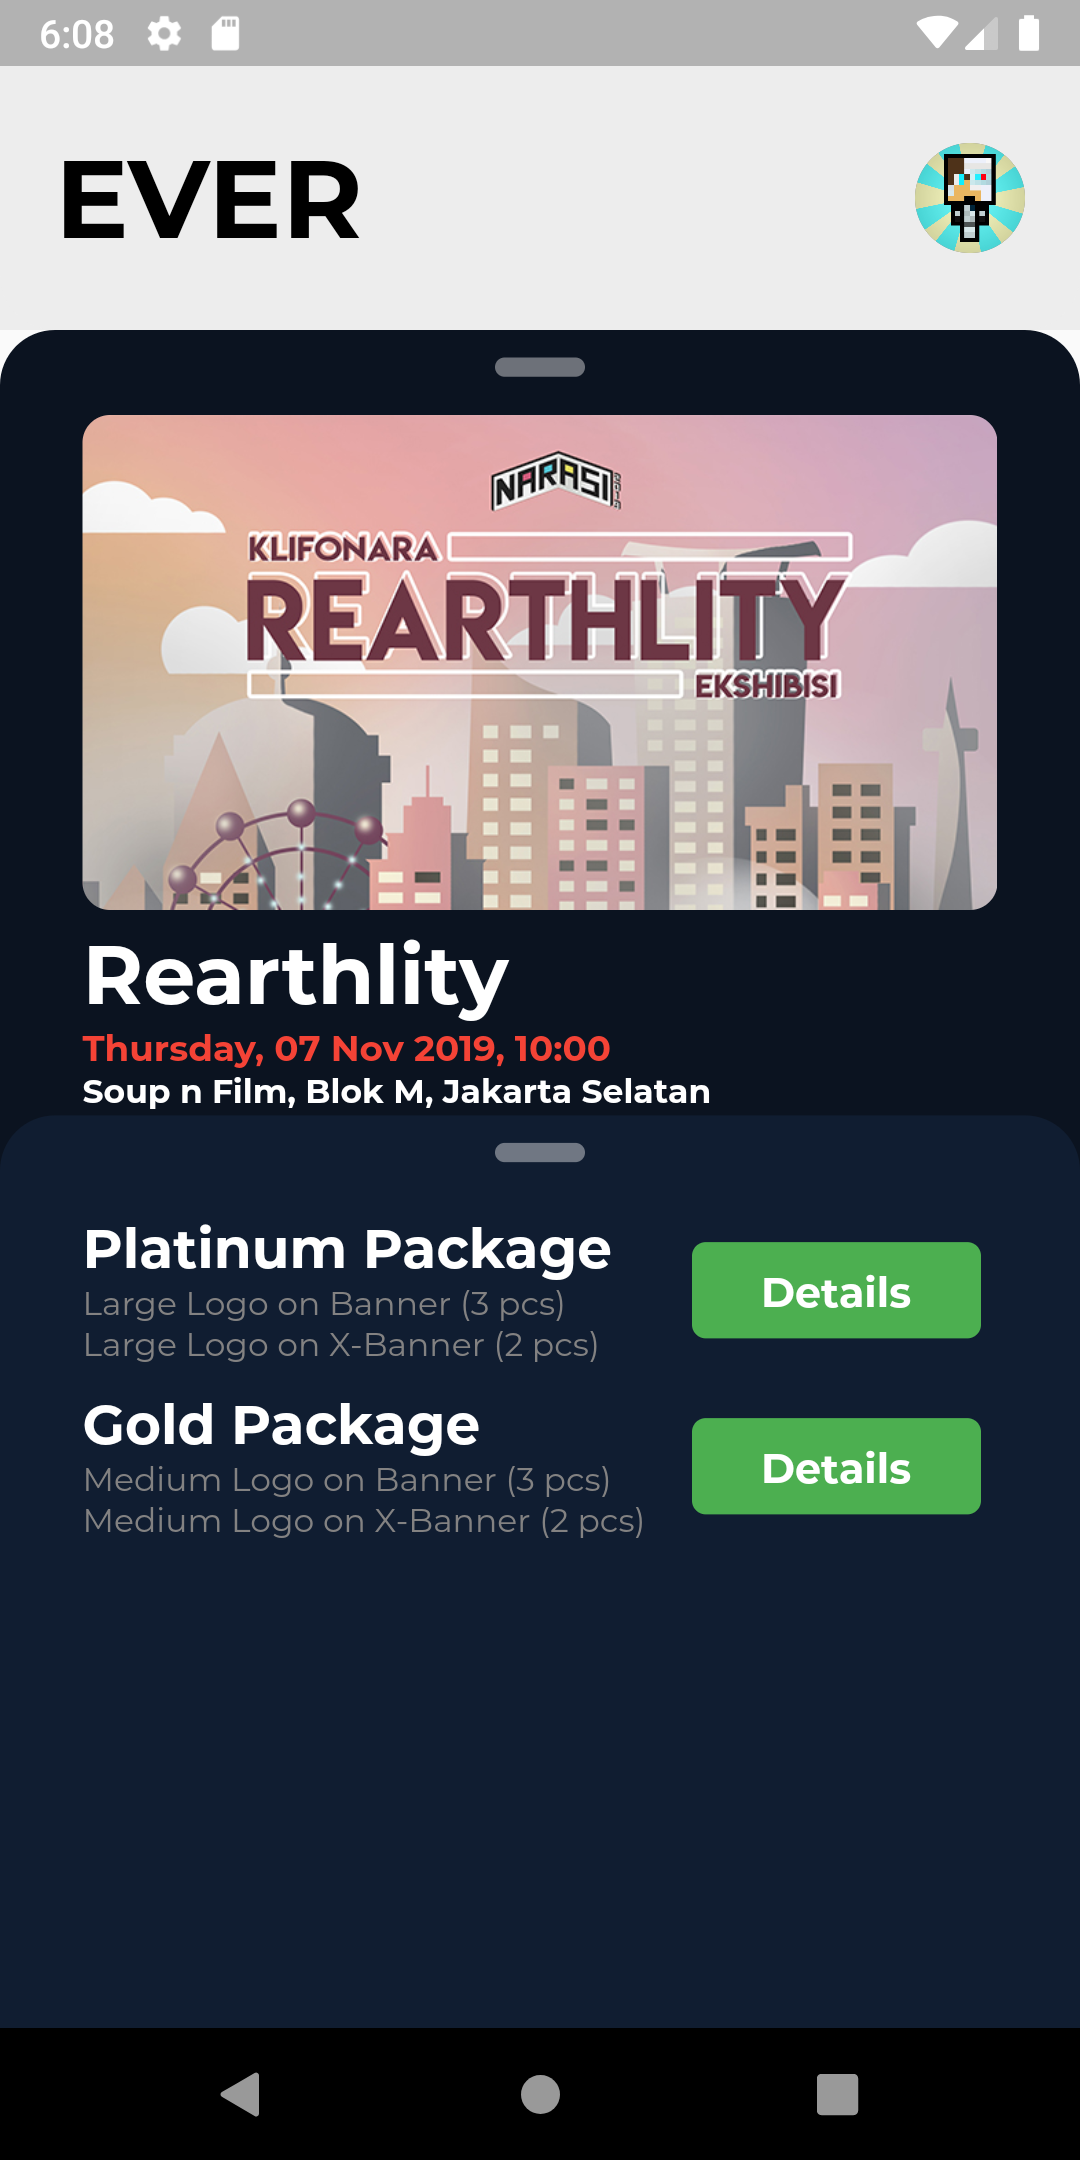 6:08
EVER
NARASI
KLIFONARA
REARTHLITY
EKSHIBISI
Rearthlity
Thursday, 07 Nov 2019, 10:00
Soup n Film, Blok M, Jakarta Selatan
Platinum Package
Large Logo on Banner (3 pcs)
Large Logo on X-Banner (2 pcs)
Details
Gold Package
Medium Logo on Banner (3 pcs)
Medium Logo on X-Banner (2 pcs)
Details